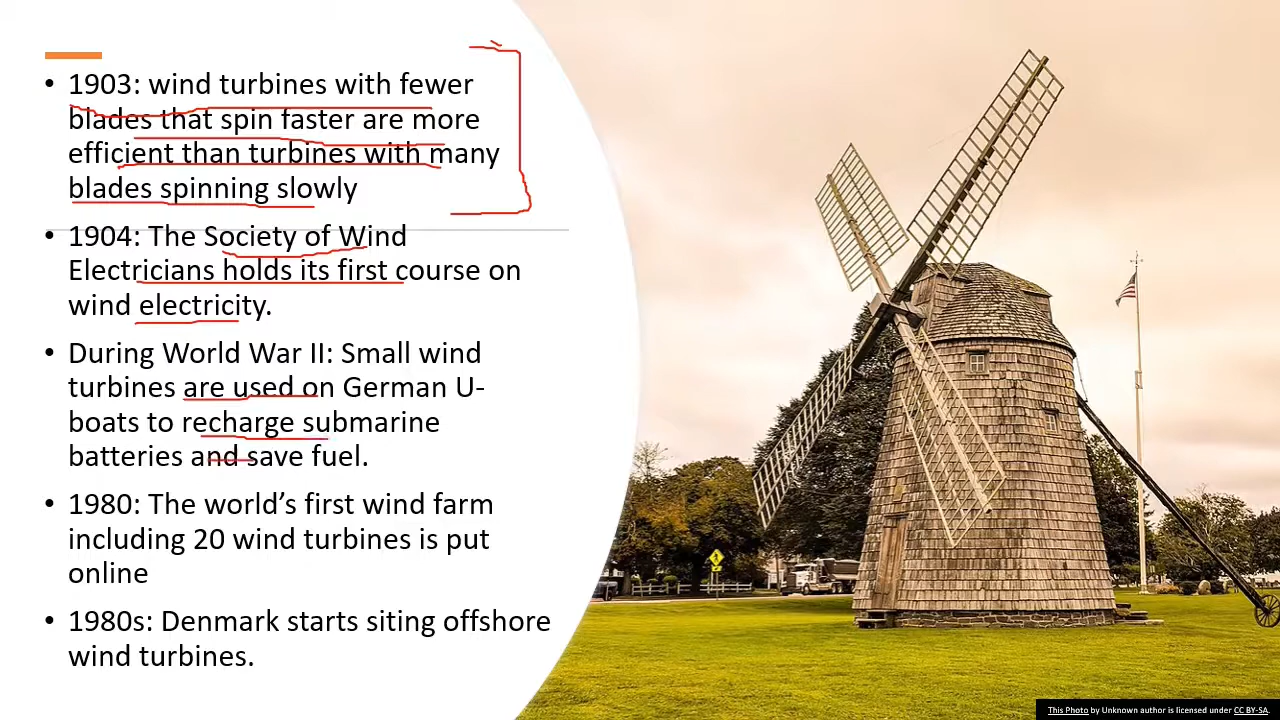 • 1903: wind turbines with fewer
blades that spin faster are more
efficient than turbines with many
blades spinning slowly
• 1904: The Society of Wind
Electricians holds its first course on
wind electricity.
• During World War II: Small wind
turbines are used on German U-
boats to recharge submarine
batteries and save fuel.
• 1980: The world’s first wind farm
including 20 wind turbines is put
online
• 1980s: Denmark starts siting offshore
wind turbines.
This Photo by Unknown author is licensed under CC BY-SA.